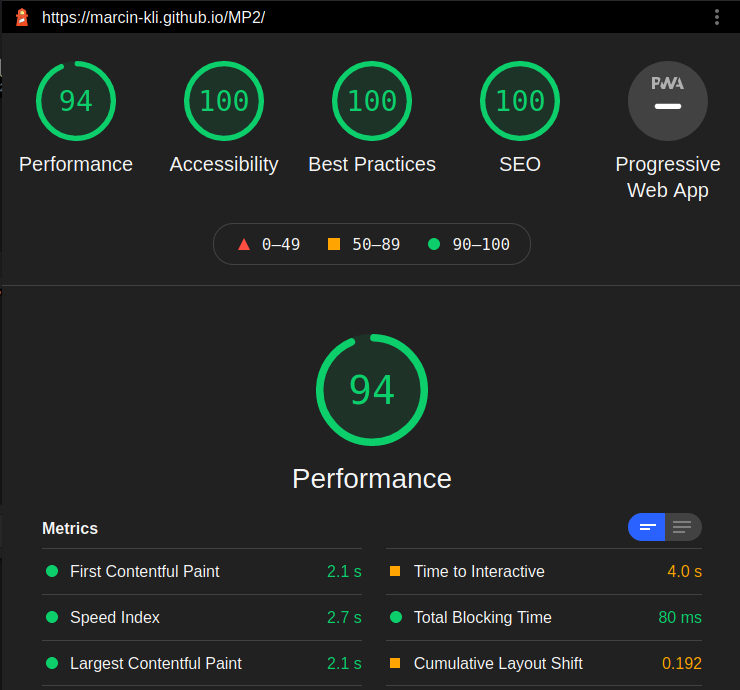 https://marcin-kli.github.io/MP2/
94 100 100 100 PWA
Performance Accessibility Best Practices SEO Progressive
Web App
0–49 50–89 90–100
94
Performance
Metrics
First Contentful Paint 2.1 s Time to Interactive 4.0 s
Speed Index 2.7 s Total Blocking Time 80 ms
Largest Contentful Paint 2.1 s Cumulative Layout Shift 0.192